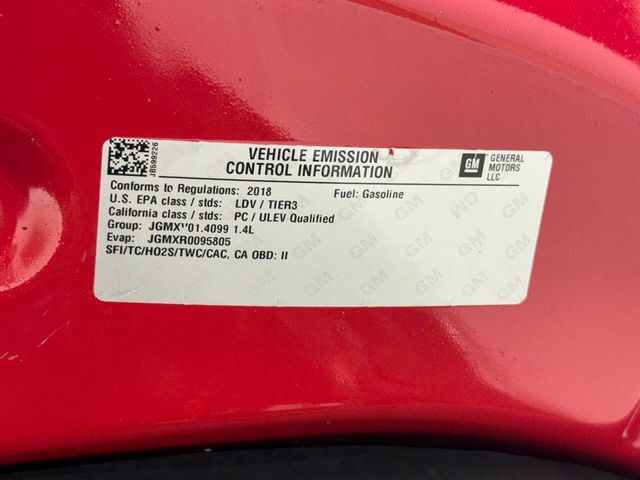 VEHICLE EMISSION
CONTROL INFORMATION
GM
GENERAL
MOTORS
LLC
JB599226
Conforms to Regulations: 2018 Fuel: Gasoline
U.S. EPA class / stds: LDV / TIER3
California class / stds: PC / ULEV Qualified
Group: 1.4L
Evap: JGMXR0095805
SFI/TC/HO2S/TWC/CAC, CA OBD: II